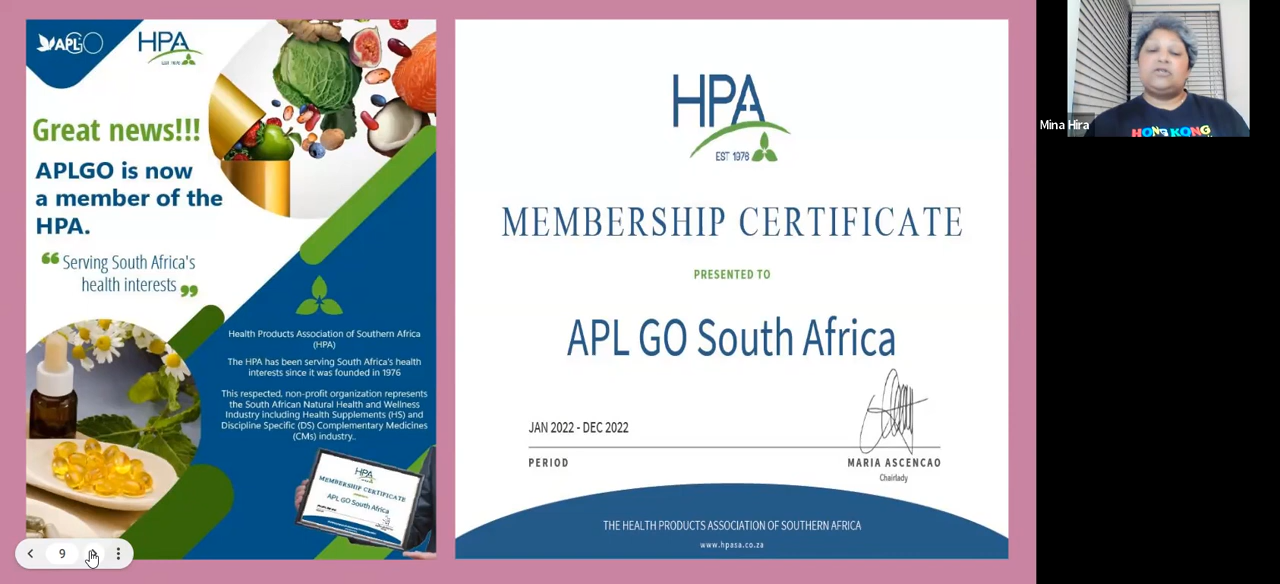 APLGO
HPA
EST 1976
Great news!!!
APLGO is now
a member of the
HPA.
“ Serving South Africa's
health interests ”
Health Products Association of Southern Africa
(HPA)
The HPA has been serving South Africa's health
interests since it was founded in 1976
This respected, non-profit organization represents
the South African Natural Health and Wellness
Industry including Health Supplements (HS) and
Discipline Specific (DS) Complementary Medicines
(CMs) industry..
HPA
MEMBERSHIP CERTIFICATE
APL GO South Africa
9
HPA
EST 1976
MEMBERSHIP CERTIFICATE
PRESENTED TO
APL GO South Africa
JAN 2022 - DEC 2022
PERIOD
MARIA ASCENCAO
Chairlady
THE HEALTH PRODUCTS ASSOCIATION OF SOUTHERN AFRICA
www.hpasa.co.za
Mina Hira
HONG KONG